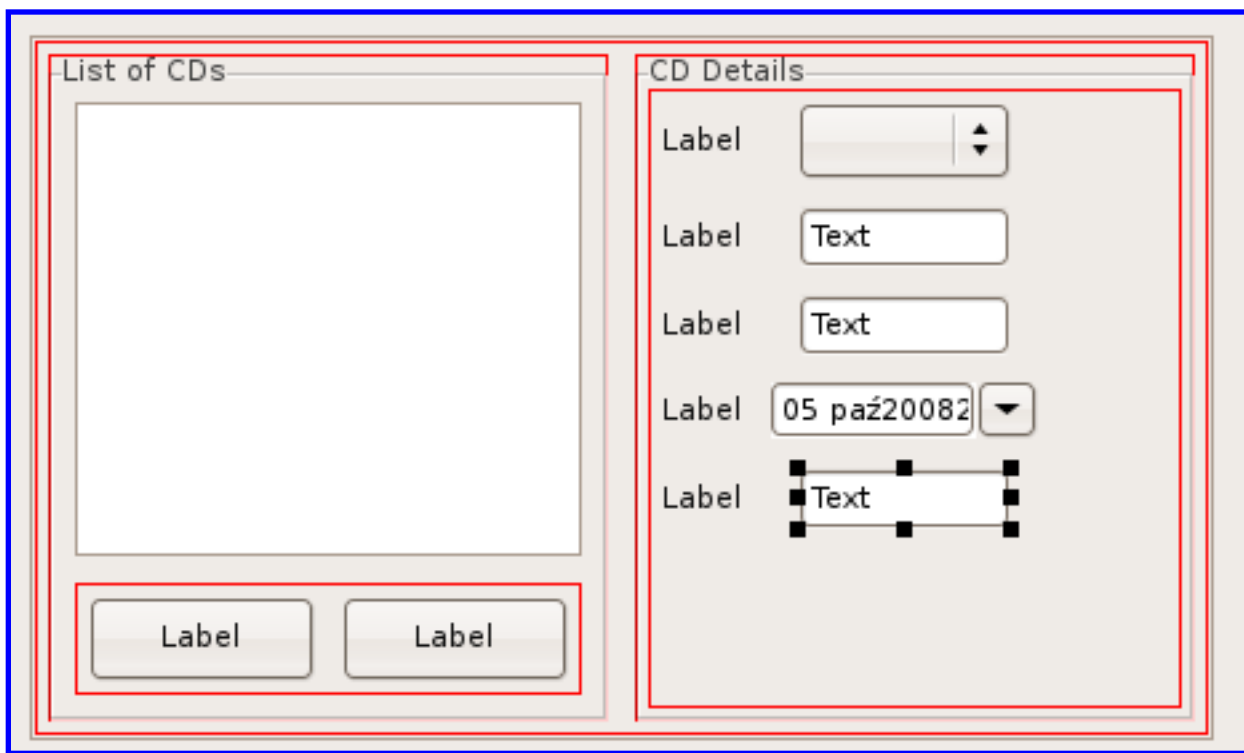 List of CDs
Label Label
CD Details
Label
Label Text
Label Text
Label 05 paź20082
Label Text